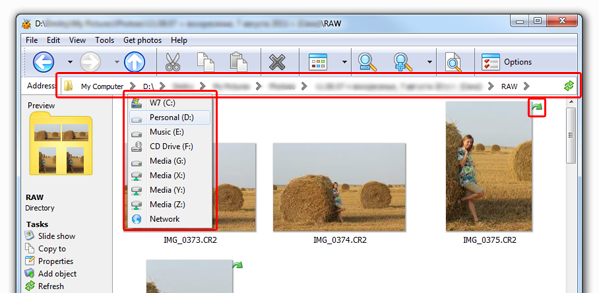 D:\ \RAW
File Edit View Tools Get photos Help
Options
Address My Computer D:\ RAW
Preview
W7 (C:)
Personal (D:)
Music (E:)
CD Drive (F:)
Media (G:)
Media (X:)
Media (Y:)
Media (Z:)
Network
RAW
Directory
Tasks
Slide show
Copy to
Properties
Add object
Refresh
IMG_0373.CR2
IMG_0374.CR2
IMG_0375.CR2